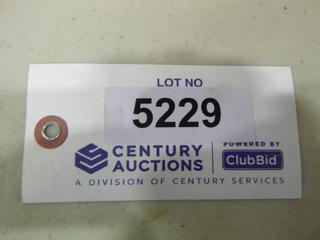 LOT NO
5229
CENTURY AUCTIONS
POWERED BY
ClubBid
A DIVISION OF CENTURY SERVICES